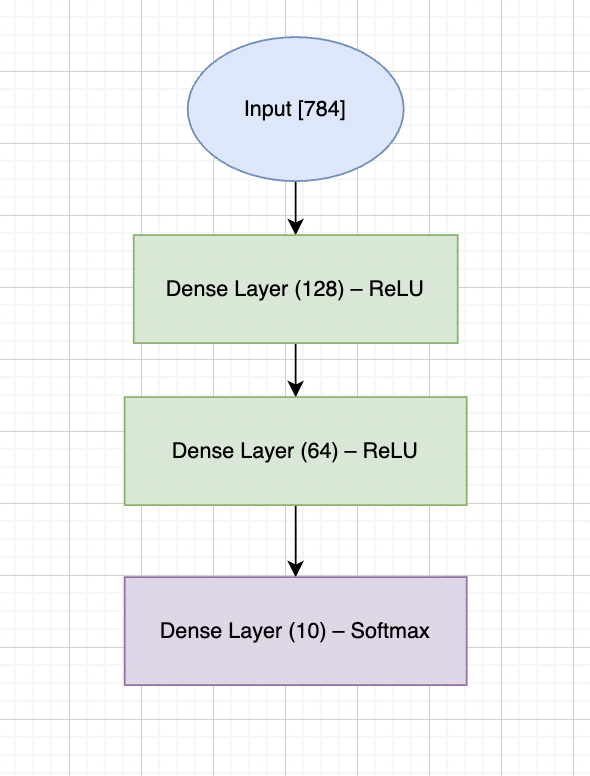 Input [784]
Dense Layer (128) – ReLU
Dense Layer (64) – ReLU
Dense Layer (10) – Softmax